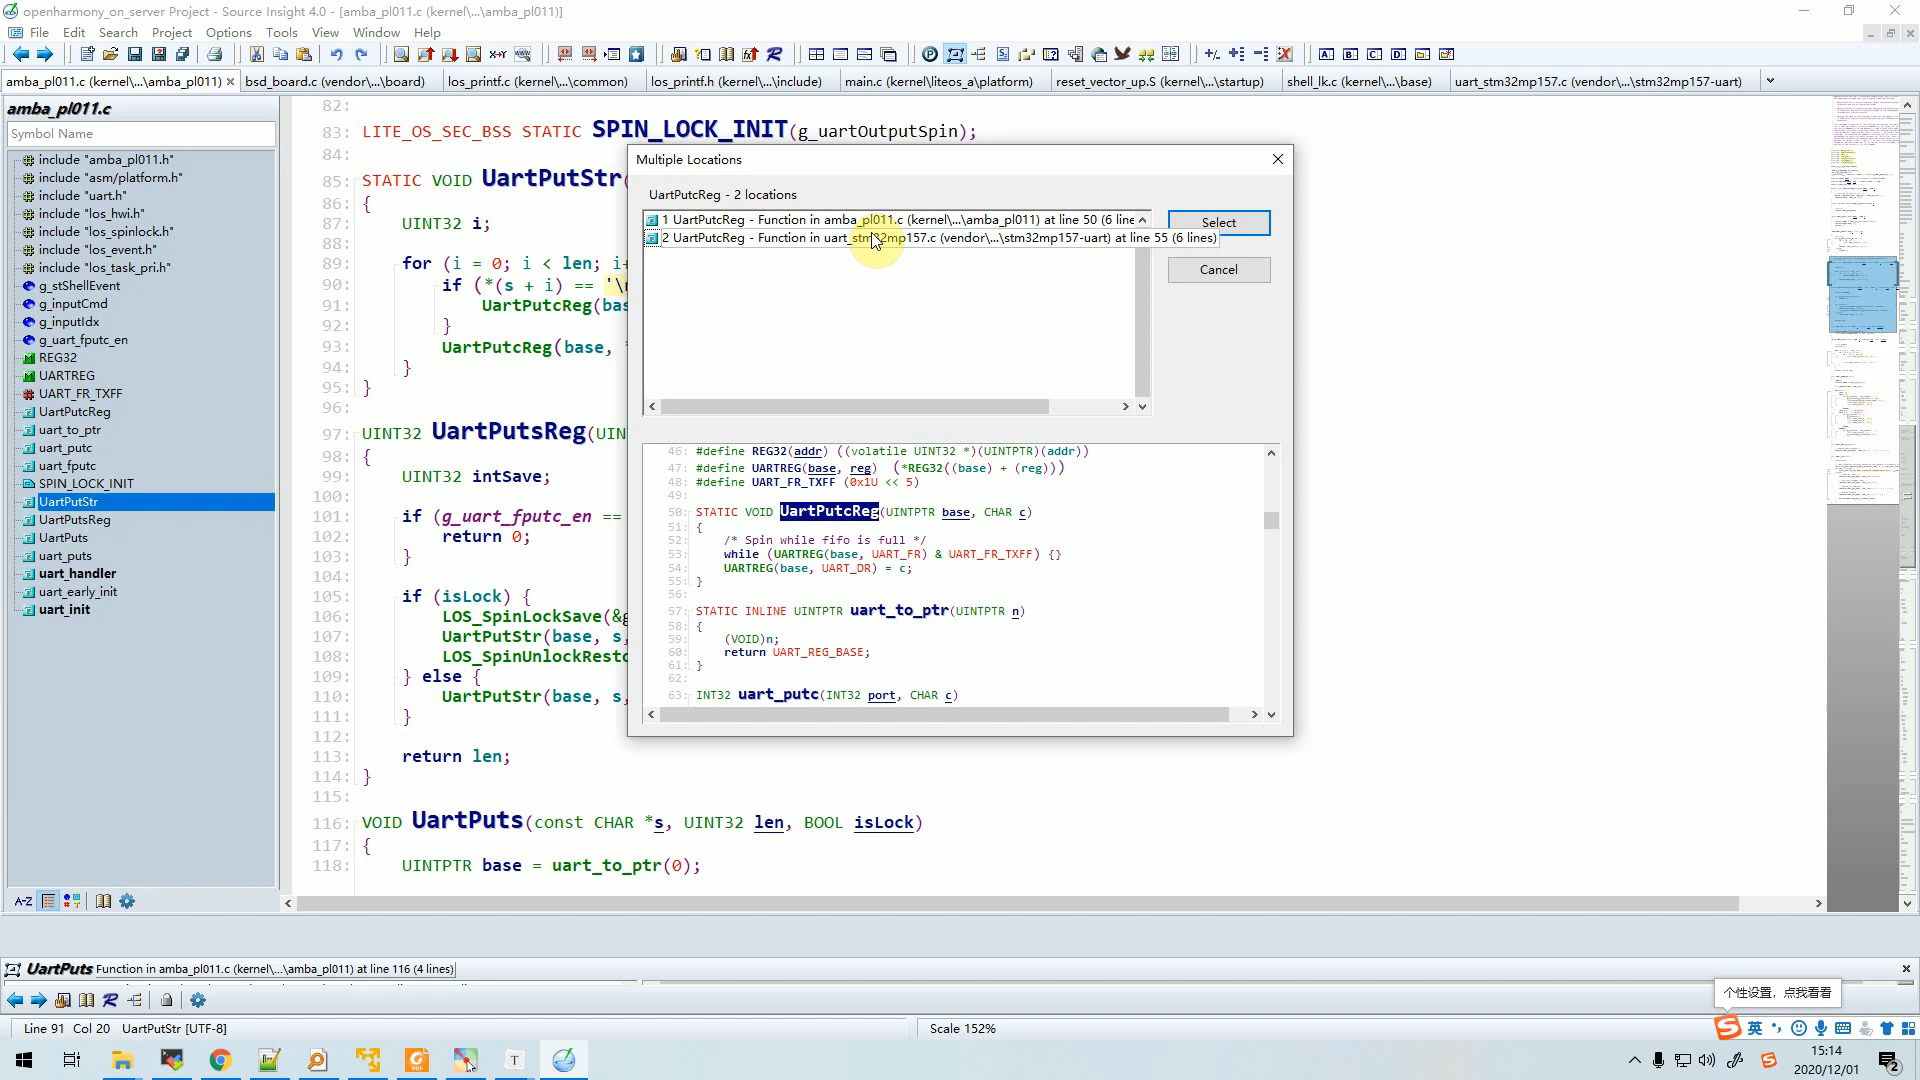 openharmony_on_server Project - Source Insight 4.0 - [amba_pl011.c (kernel\...\amba_pl011)]
File Edit Search Project Options Tools View Window Help
amba_pl011.c (kernel\...\amba_pl011) bsd_board.c (vendor\...\board) los_printf.c (kernel\...\common) los_printf.h (kernel\...\include) main.c (kernel\liteos_a\platform) reset_vector_up.S (kernel\...\startup) shell_lk.c (kernel\...\base) uart_stm32mp157.c (vendor\...\stm32mp157-uart)
amba_pl011.c
Symbol Name
include "amba_pl011.h"
include "asm/platform.h"
include "uart.h"
include "los_hwi.h"
include "los_spinlock.h"
include "los_event.h"
include "los_task_pri.h"
g_stShellEvent
g_inputCmd
g_inputIdx
g_uart_fputc_en
REG32
UARTREG
UART_FR_TXFF
UartPutcReg
uart_to_ptr
uart_putc
uart_fputc
SPIN_LOCK_INIT
UartPutStr
UartPutsReg
UartPuts
uart_puts
uart_handler
uart_early_init
uart_init
A-Z
82:
83: LITE_OS_SEC_BSS STATIC SPIN_LOCK_INIT(g_uartOutputSpin);
84:
85: STATIC VOID UartPutStr(
86: {
87: UINT32 i;
88:
89: for (i = 0; i < len; i+
90: if (*(s + i) == '\
91: UartPutcReg(bas
92: }
93: UartPutcReg(base,
94: }
95: }
96:
97: UINT32 UartPutsReg(UIN
98: {
99: UINT32 intSave;
100:
101: if (g_uart_fputc_en ==
102: return 0;
103: }
104:
105: if (isLock) {
106: LOS_SpinLockSave(&g
107: UartPutStr(base, s,
108: LOS_SpinUnlockResto
109: } else {
110: UartPutStr(base, s,
111: }
112:
113: return len;
114: }
115:
116: VOID UartPuts(const CHAR *s, UINT32 len, BOOL isLock)
117: {
118: UINTPTR base = uart_to_ptr(0);
Multiple Locations
UartPutcReg - 2 locations
1 UartPutcReg - Function in amba_pl011.c (kernel\...\amba_pl011) at line 50 (6 line
2 UartPutcReg - Function in uart_stm32mp157.c (vendor\...\stm32mp157-uart) at line 55 (6 lines)
Select
Cancel
46: #define REG32(addr) ((volatile UINT32 *)(UINTPTR)(addr))
47: #define UARTREG(base, reg) (*REG32((base) + (reg)))
48: #define UART_FR_TXFF (0x1U << 5)
49:
50: STATIC VOID UartPutcReg(UINTPTR base, CHAR c)
51: {
52: /* Spin while fifo is full */
53: while (UARTREG(base, UART_FR) & UART_FR_TXFF) {}
54: UARTREG(base, UART_DR) = c;
55: }
56:
57: STATIC INLINE UINTPTR uart_to_ptr(UINTPTR n)
58: {
59: (VOID)n;
60: return UART_REG_BASE;
61: }
62:
63: INT32 uart_putc(INT32 port, CHAR c)
UartPuts Function in amba_pl011.c (kernel\...\amba_pl011) at line 116 (4 lines)
个性设置，点我看看
Line 91 Col 20 UartPutStr [UTF-8]
Scale 152%
英
15:14
2020/12/01
2